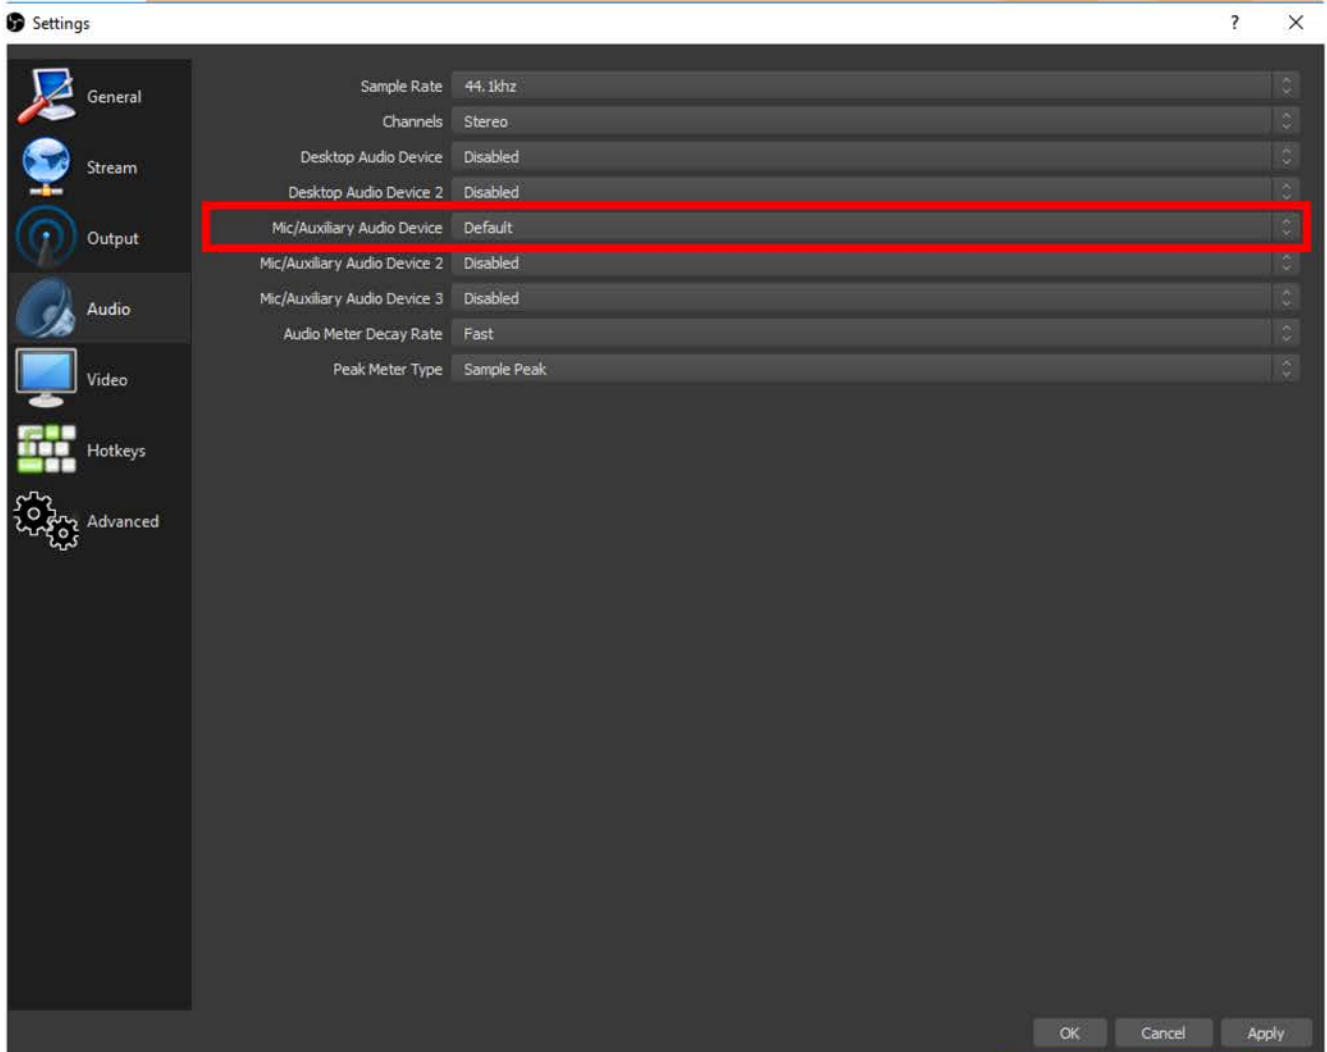 Settings
?
General
Stream
Output
Audio
Video
Hotkeys
Advanced
Sample Rate 44.1khz
Channels Stereo
Desktop Audio Device Disabled
Desktop Audio Device 2 Disabled
Mic/Auxiliary Audio Device Default
Mic/Auxiliary Audio Device 2 Disabled
Mic/Auxiliary Audio Device 3 Disabled
Audio Meter Decay Rate Fast
Peak Meter Type Sample Peak
OK Cancel Apply